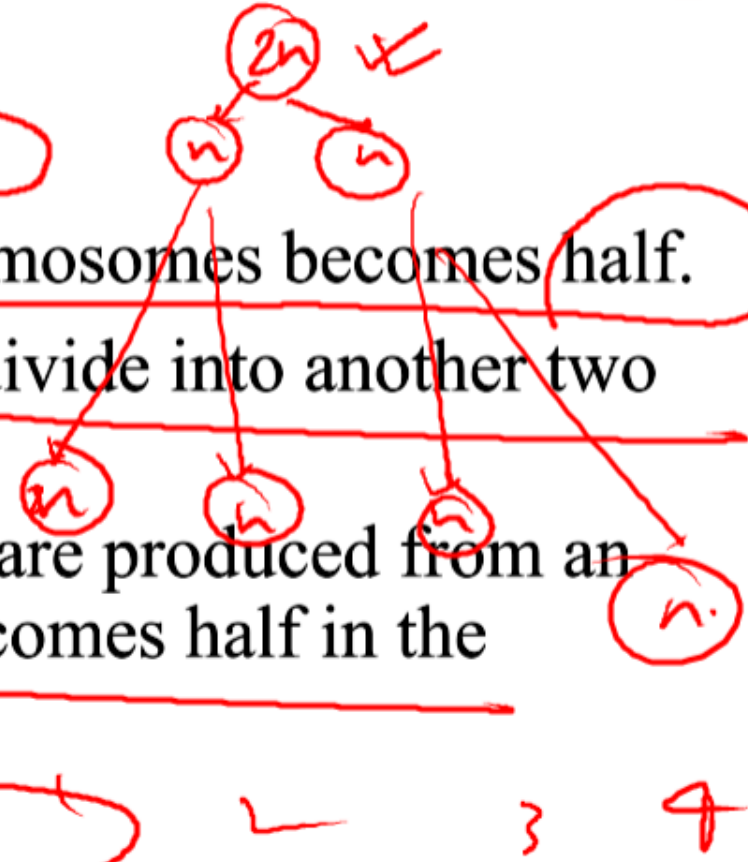 2n
n n
mosomes becomes half.
ivide into another two
n n n
are produced from an
n.
comes half in the
3 4